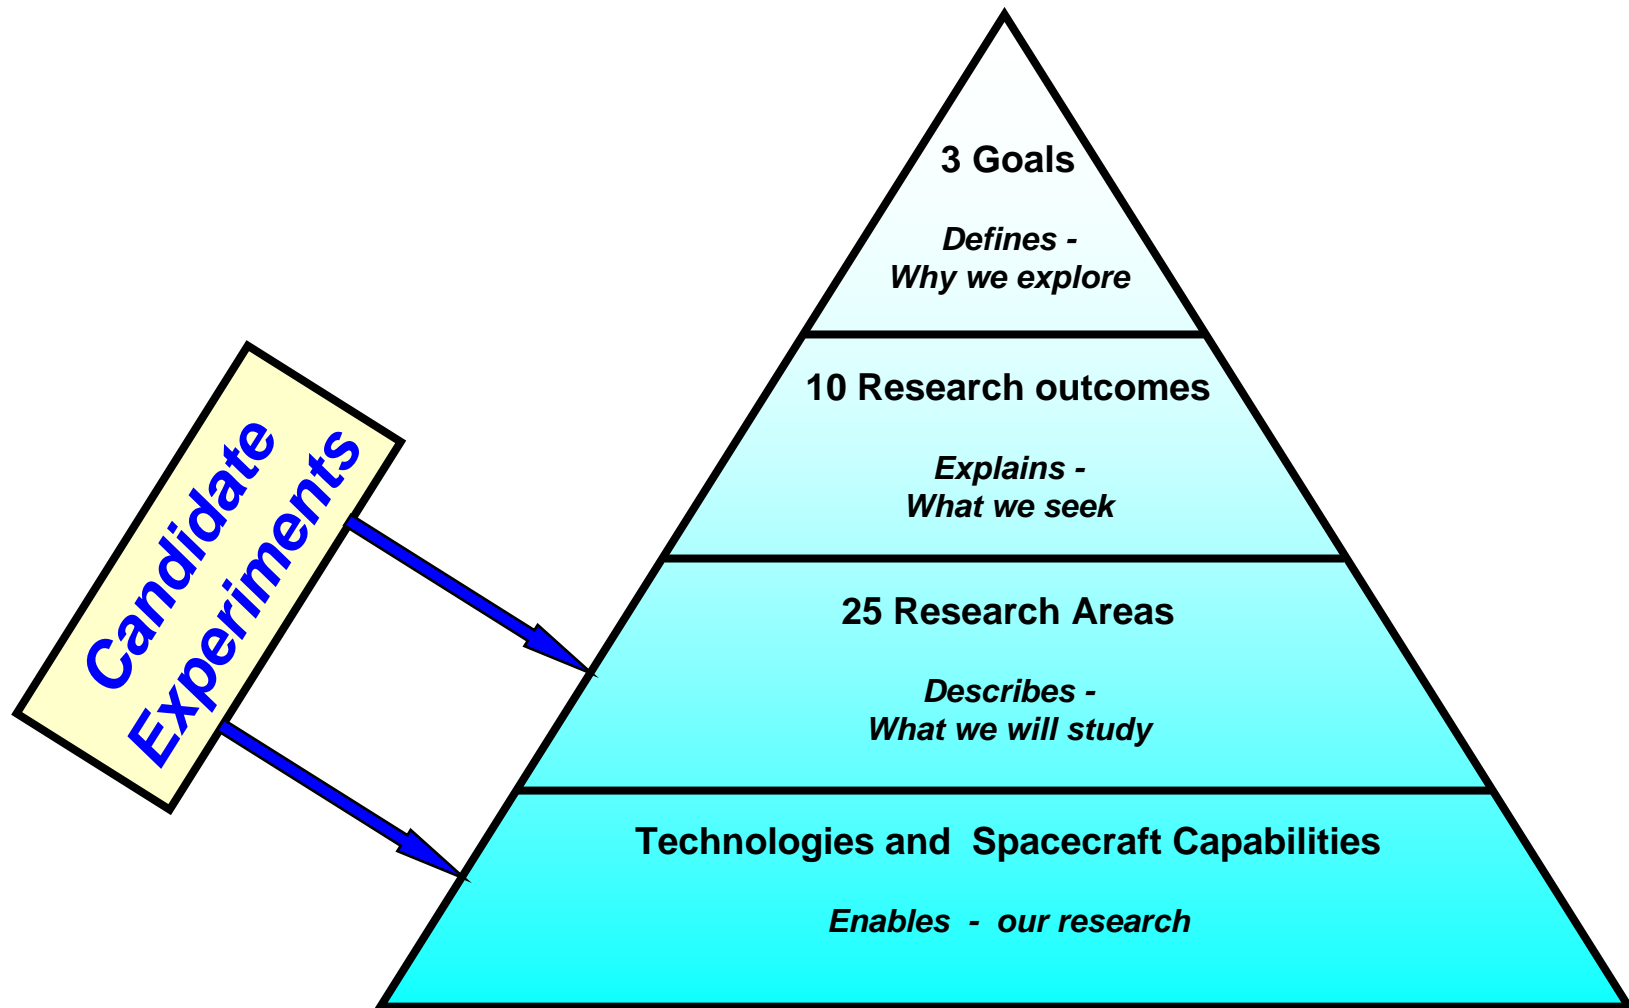 3 Goals
Defines -
Why we explore
10 Research outcomes
Explains -
What we seek
25 Research Areas
Describes -
What we will study
Technologies and  Spacecraft Capabilities
Enables  -  our research
Candidate
Experiments